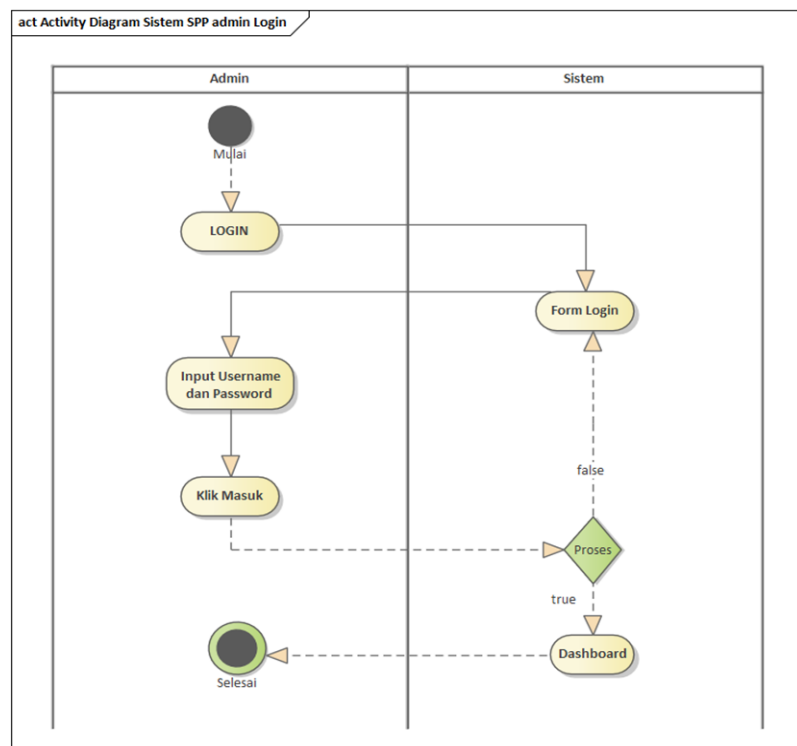 act Activity Diagram Sistem SPP admin Login
Admin
Sistem
Mulai
LOGIN
Form Login
Input Username
dan Password
false
Klik Masuk
Proses
true
Dashboard
Selesai